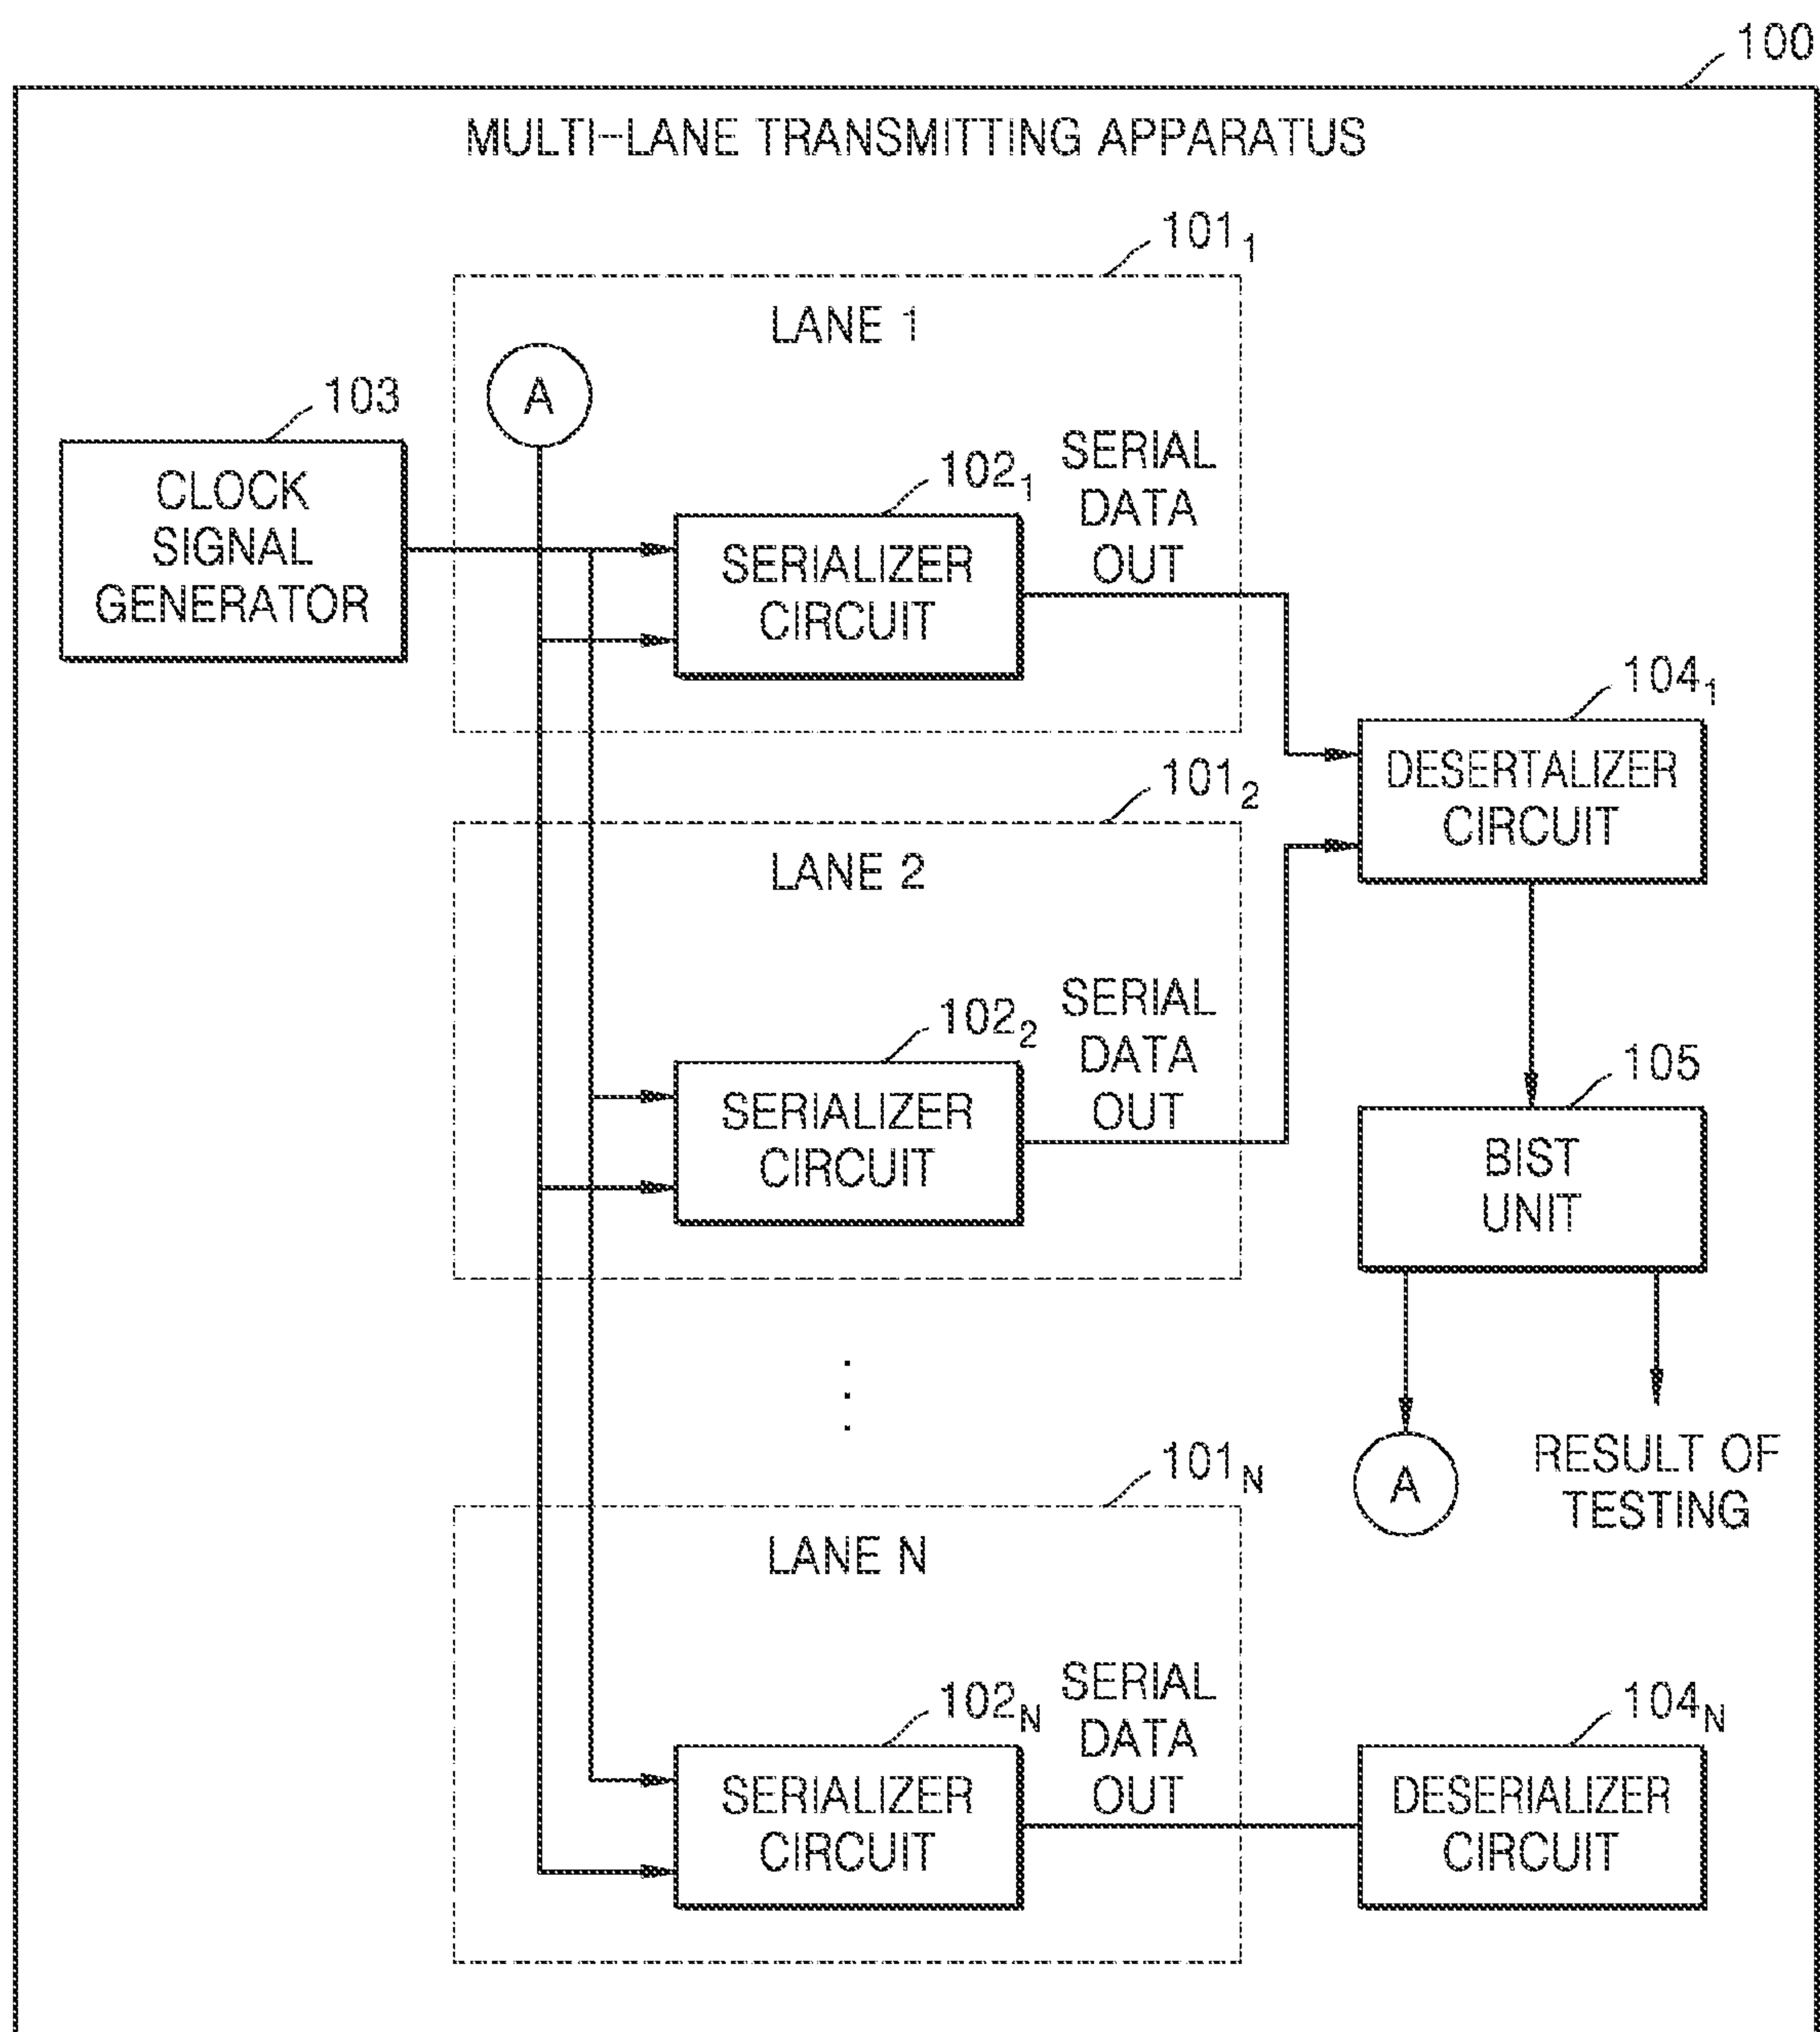 100
MULTI-LANE TRANSMITTING APPARATUS
101₁
LANE 1
A
103
CLOCK
SIGNAL
GENERATOR
102₁
SERIALIZER
CIRCUIT
SERIAL
DATA
OUT
104₁
DESERTALIZER
CIRCUIT
101₂
LANE 2
102₂
SERIALIZER
CIRCUIT
SERIAL
DATA
OUT
105
BIST
UNIT
A
RESULT OF
TESTING
101N
LANE N
102N
SERIALIZER
CIRCUIT
SERIAL
DATA
OUT
104N
DESERIALIZER
CIRCUIT